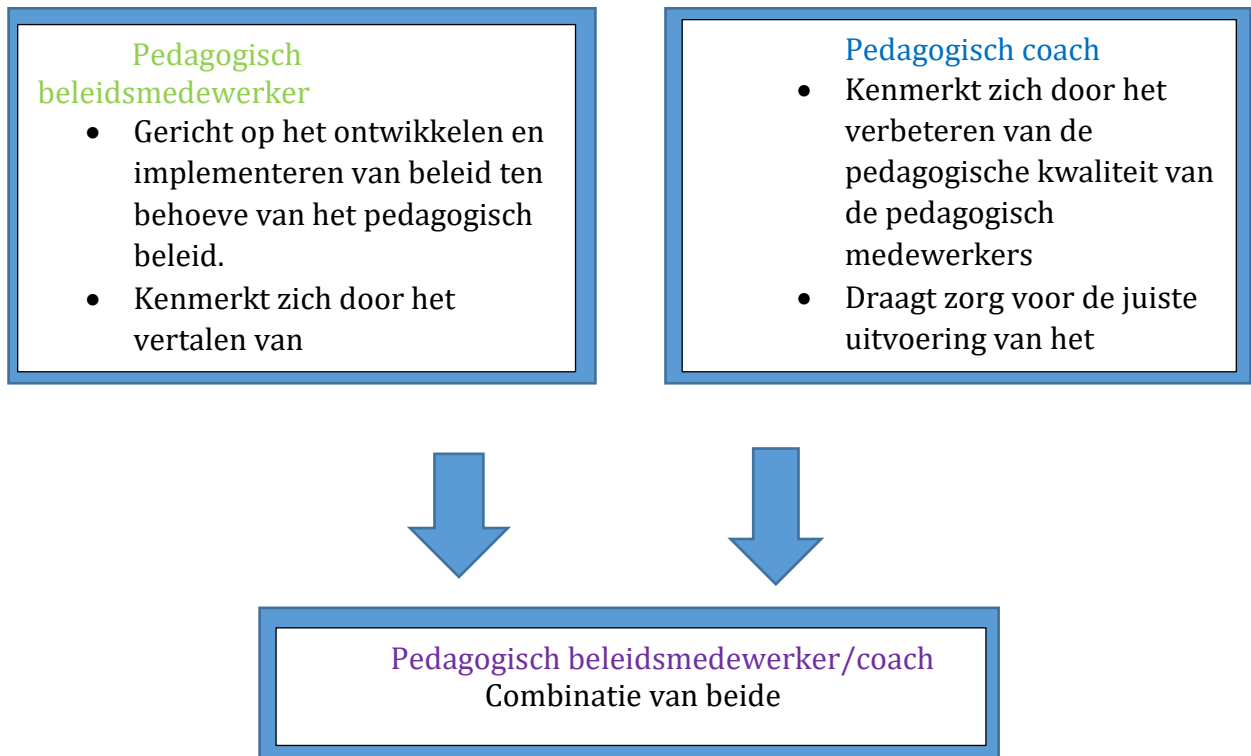 Pedagogisch
beleidsmedewerker
• Gericht op het ontwikkelen en
implementeren van beleid ten
behoeve van het pedagogisch
beleid.
• Kenmerkt zich door het
vertalen van
Pedagogisch coach
• Kenmerkt zich door het
verbeteren van de
pedagogische kwaliteit van
de pedagogisch
medewerkers
• Draagt zorg voor de juiste
uitvoering van het
Pedagogisch beleidsmedewerker/coach
Combinatie van beide